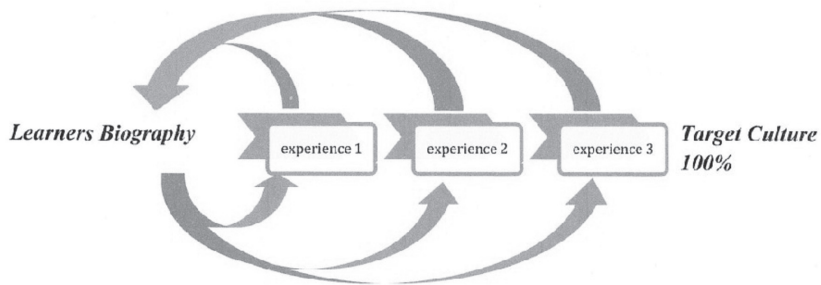 Learners Biography
experience 1
experience 2
experience 3
Target Culture
100%